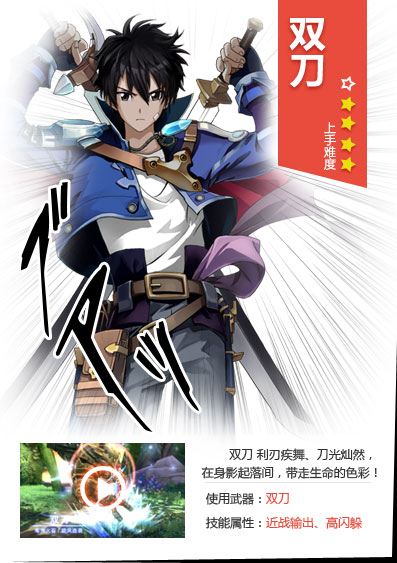 双刀
上手难度
ブアッ
双刀 利刃疾舞、刀光灿然，
在身影起落间，带走生命的色彩！
使用武器：双刀
技能属性：近战输出、高闪躲